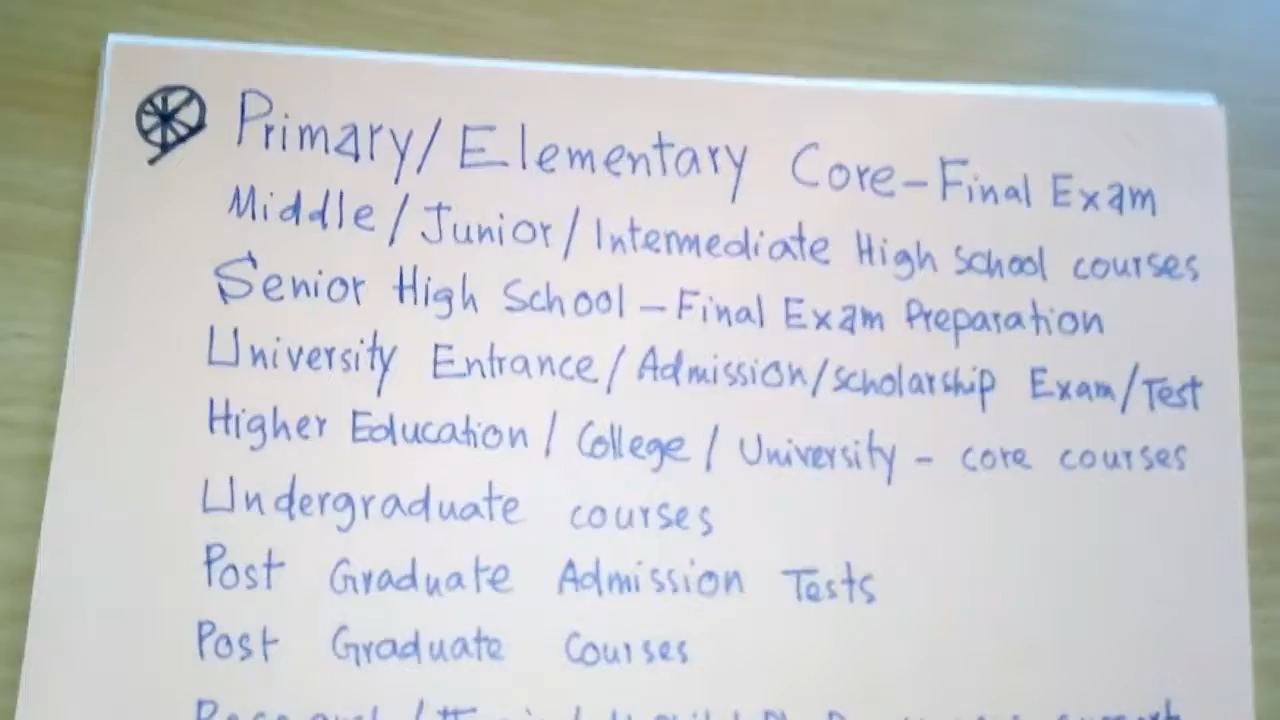 Primary/Elementary Core-Final Exam
Middle/Junior/Intermediate High school courses
Senior High School - Final Exam Preparation
University Entrance/Admission/scholarship Exam/Test
Higher Education/College/University - core courses
Undergraduate courses
Post Graduate Admission Tests
Post Graduate Courses